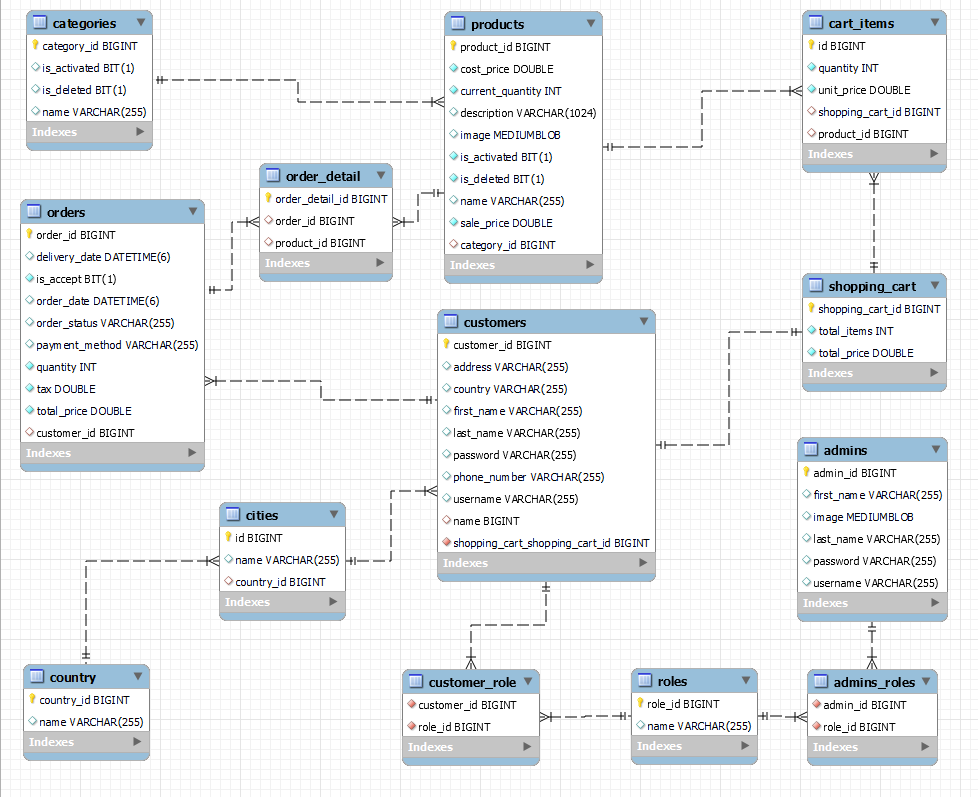 categories
category_id BIGINT
is_activated BIT(1)
is_deleted BIT(1)
name VARCHAR(255)
Indexes
products
product_id BIGINT
cost_price DOUBLE
current_quantity INT
description VARCHAR(1024)
image MEDIUMBLOB
is_activated BIT(1)
is_deleted BIT(1)
name VARCHAR(255)
sale_price DOUBLE
category_id BIGINT
Indexes
cart_items
id BIGINT
quantity INT
unit_price DOUBLE
shopping_cart_id BIGINT
product_id BIGINT
Indexes
order_detail
order_detail_id BIGINT
order_id BIGINT
product_id BIGINT
Indexes
orders
order_id BIGINT
delivery_date DATETIME(6)
is_accept BIT(1)
order_date DATETIME(6)
order_status VARCHAR(255)
payment_method VARCHAR(255)
quantity INT
tax DOUBLE
total_price DOUBLE
customer_id BIGINT
Indexes
shopping_cart
shopping_cart_id BIGINT
total_items INT
total_price DOUBLE
Indexes
customers
customer_id BIGINT
address VARCHAR(255)
country VARCHAR(255)
first_name VARCHAR(255)
last_name VARCHAR(255)
password VARCHAR(255)
phone_number VARCHAR(255)
username VARCHAR(255)
name BIGINT
shopping_cart_shopping_cart_id BIGINT
Indexes
admins
admin_id BIGINT
first_name VARCHAR(255)
image MEDIUMBLOB
last_name VARCHAR(255)
password VARCHAR(255)
username VARCHAR(255)
Indexes
cities
id BIGINT
name VARCHAR(255)
country_id BIGINT
Indexes
country
country_id BIGINT
name VARCHAR(255)
Indexes
customer_role
customer_id BIGINT
role_id BIGINT
Indexes
roles
role_id BIGINT
name VARCHAR(255)
Indexes
admins_roles
admin_id BIGINT
role_id BIGINT
Indexes